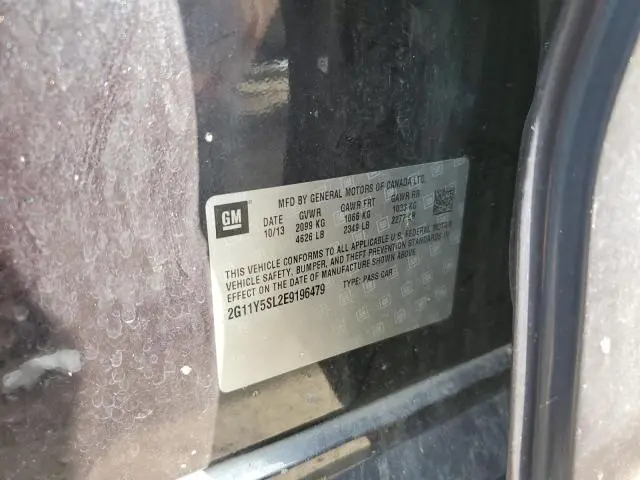 MFD BY GENERAL MOTORS OF CANADA LTD.
GM
DATE GVWR GAWR FRT GAWR RR
10/13 2099 KG 1066 KG 1033 KG
4626 LB 2349 LB 2277 LB
THIS VEHICLE CONFORMS TO ALL APPLICABLE U.S. FEDERAL MOTOR
VEHICLE SAFETY, BUMPER, AND THEFT PREVENTION STANDARDS IN
EFFECT ON THE DATE OF MANUFACTURE SHOWN ABOVE.
2G11Y5SL2E9196479 TYPE: PASS CAR